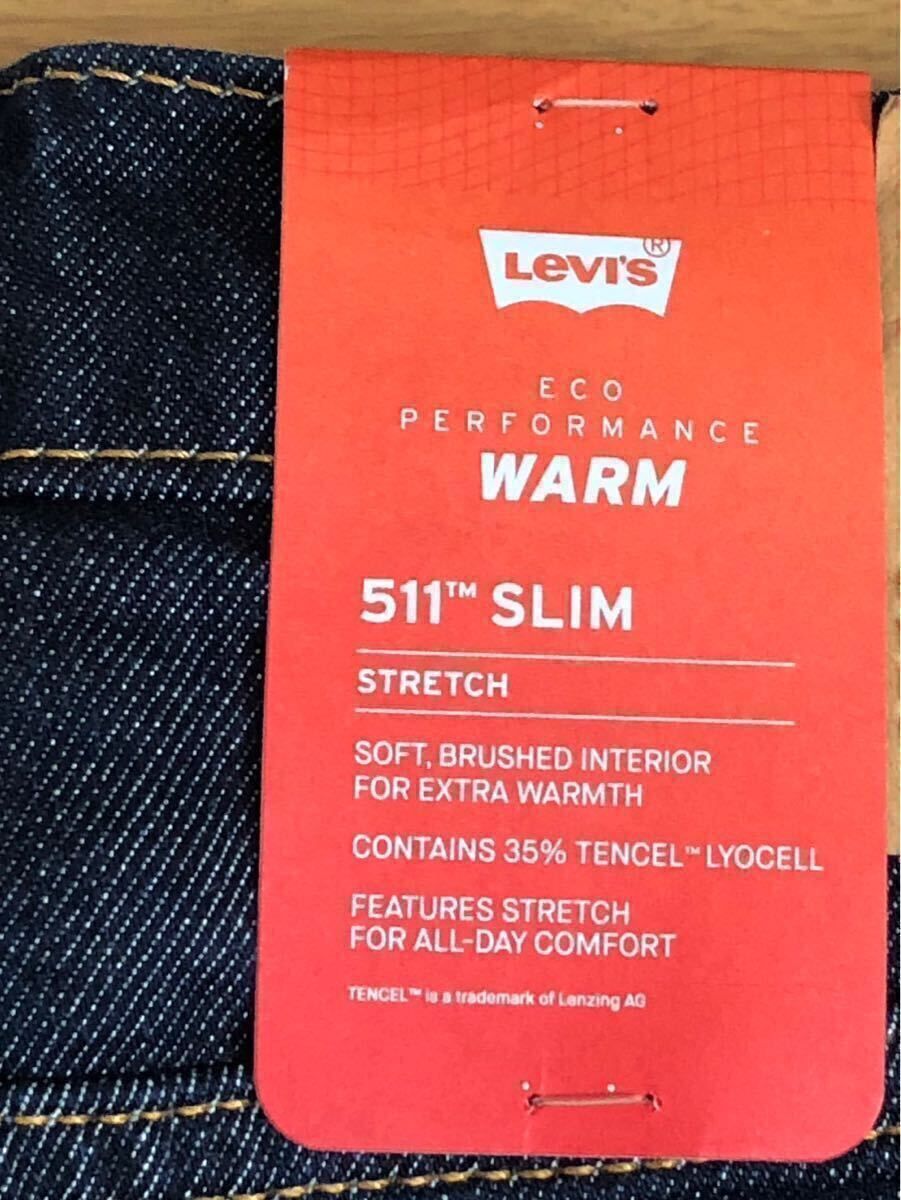 LEVI'S®
ECO
PERFORMANCE
WARM
511™ SLIM
STRETCH
SOFT, BRUSHED INTERIOR
FOR EXTRA WARMTH
CONTAINS 35% TENCEL™ LYOCELL
FEATURES STRETCH
FOR ALL-DAY COMFORT
TENCEL™ is a trademark of Lenzing AG